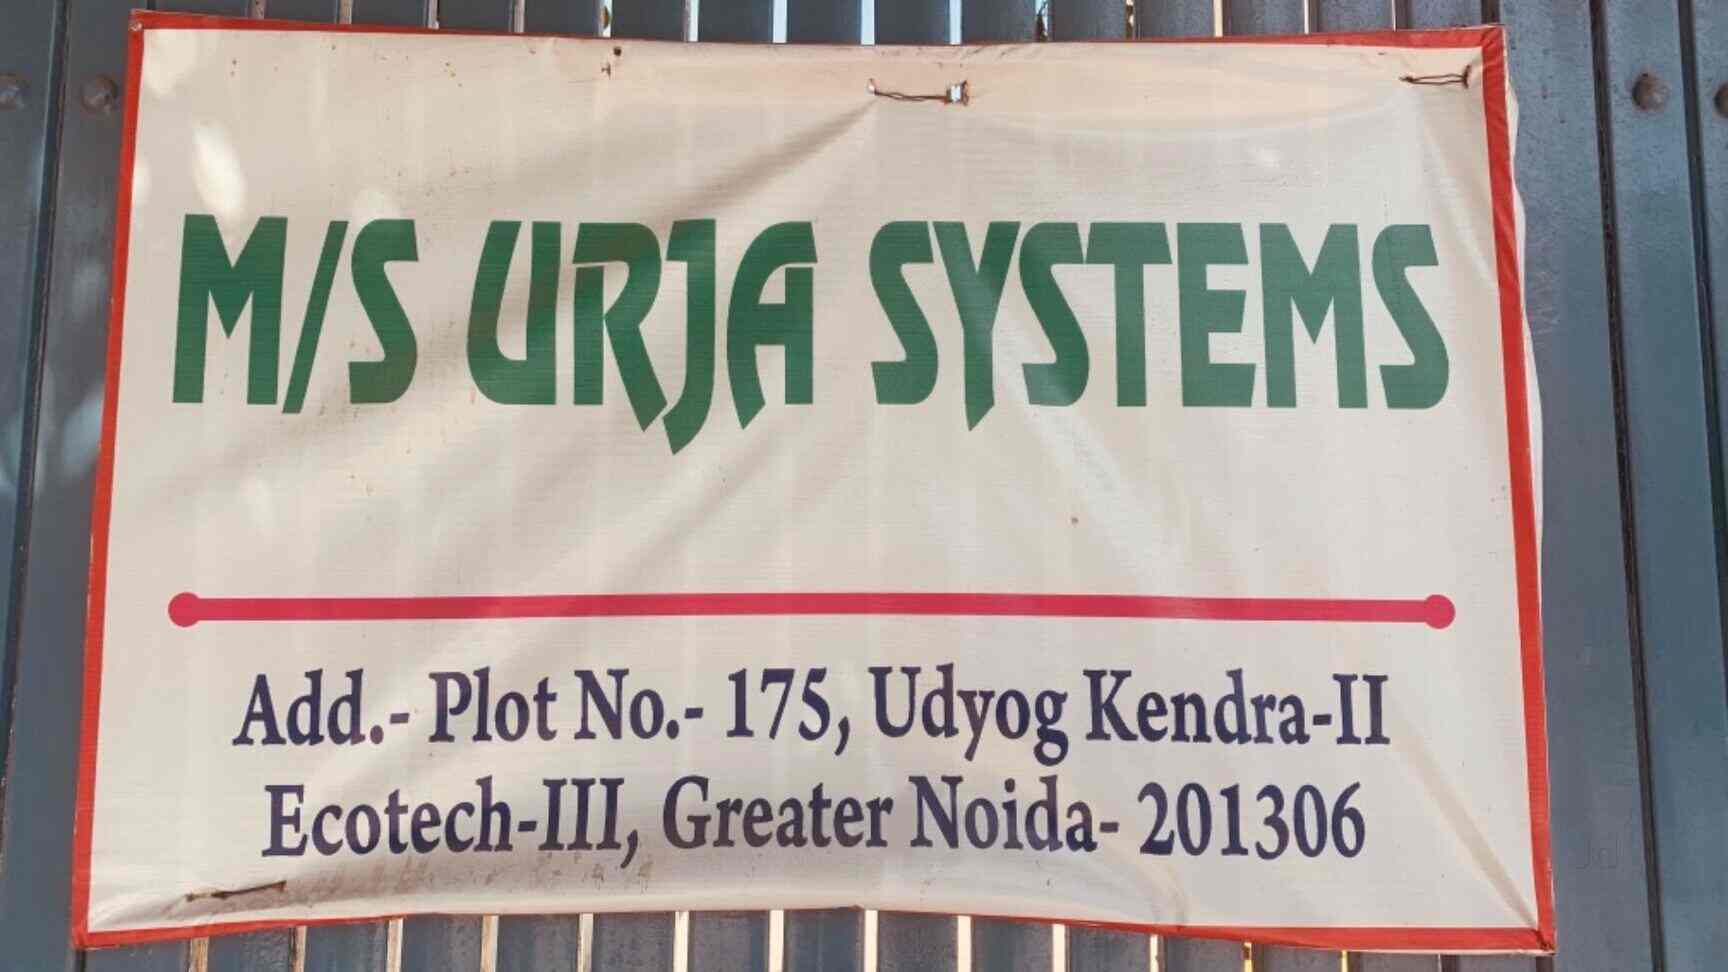 M/S URJA SYSTEMS
Add.- Plot No.- 175, Udyog Kendra-II
Ecotech-III, Greater Noida- 201306